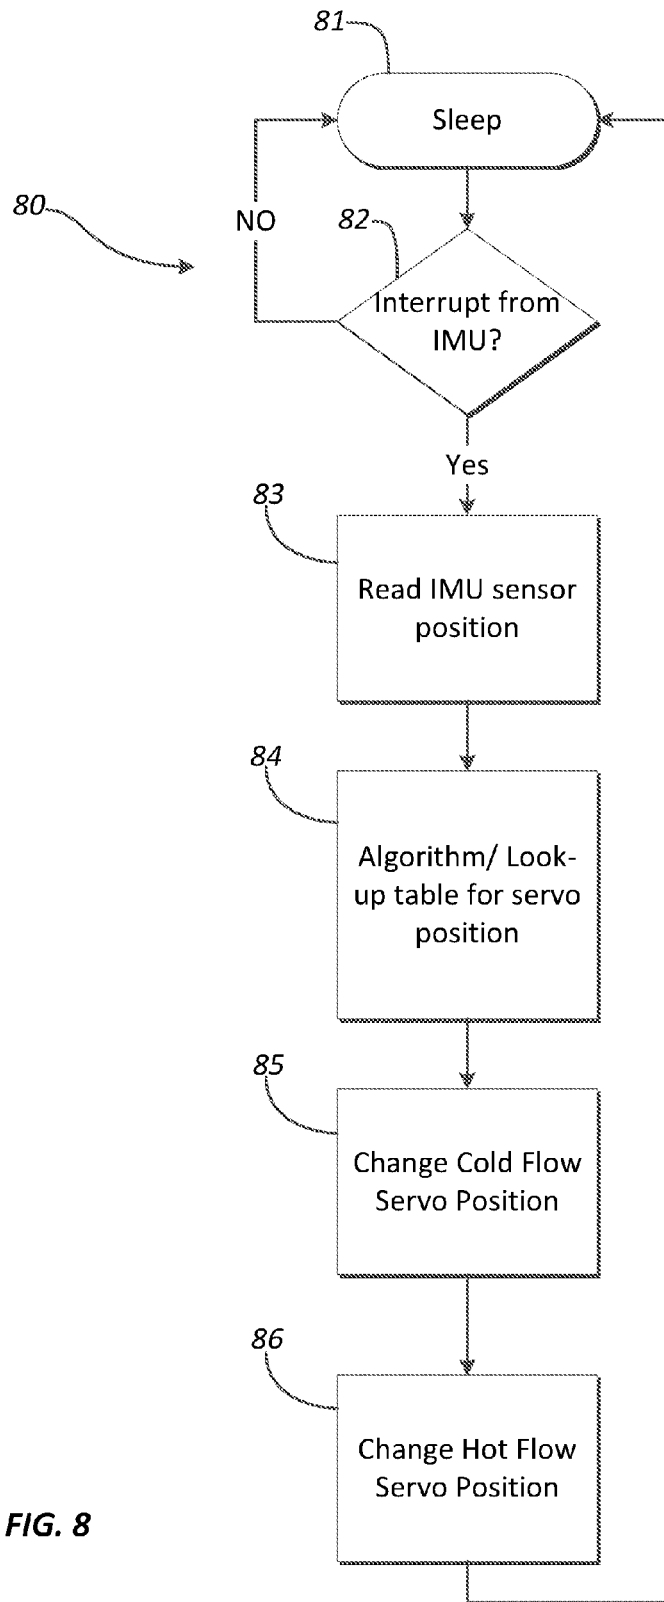 81
Sleep
80
NO
82
Interrupt from
IMU?
Yes
83
Read IMU sensor
position
84
Algorithm/ Look-
up table for servo
position
85
Change Cold Flow
Servo Position
86
Change Hot Flow
Servo Position
FIG. 8